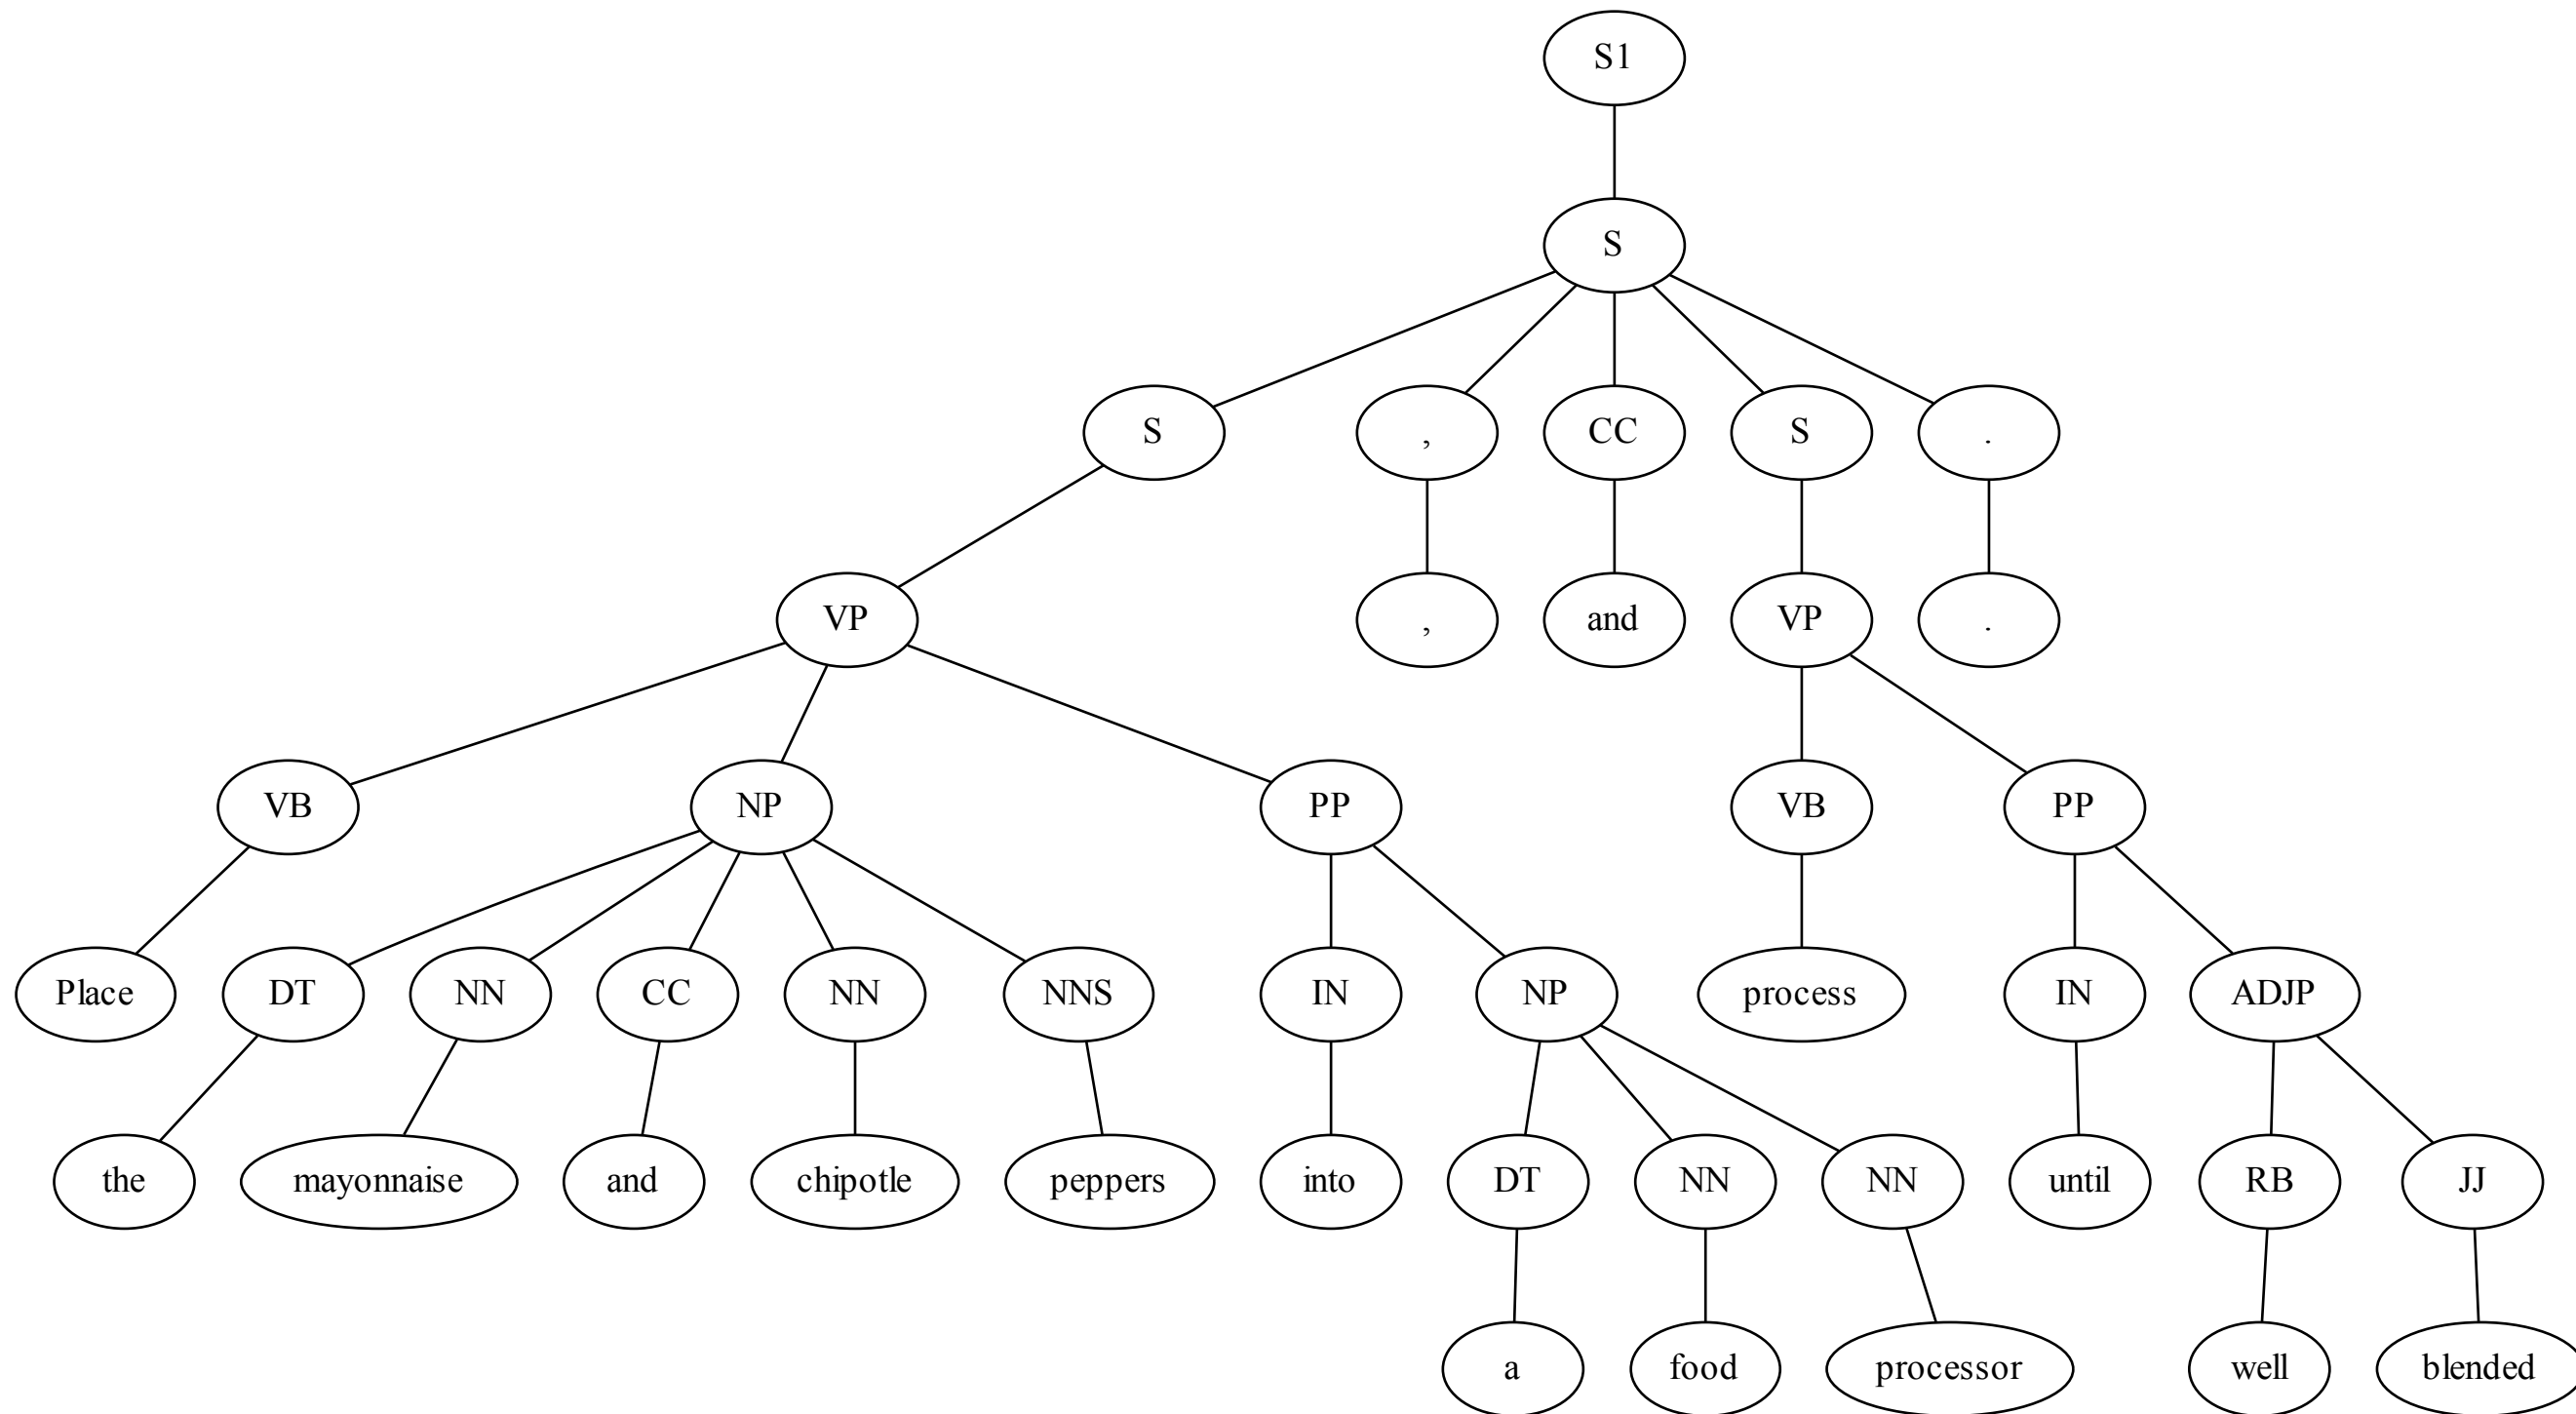 S1
S
S , CC S .
VP , and VP .
VB NP PP VB PP
Place DT NN CC NN NNS IN NP process IN ADJP
the mayonnaise and chipotle peppers into DT NN NN until RB JJ
a food processor well blended